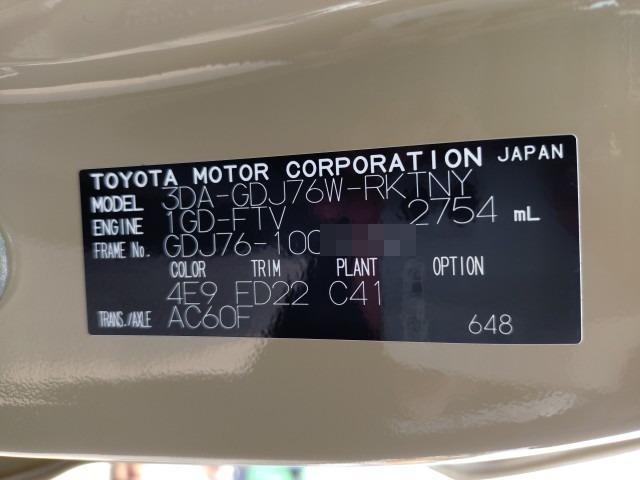 TOYOTA MOTOR CORPORATION JAPAN
MODEL 3DA-GDJ76W-RKTNY
ENGINE 1GD-FTV 2754 mL
FRAME No. GDJ76-100
COLOR TRIM PLANT OPTION
4E9 FD22 C41
TRANS./AXLE AC60F 648